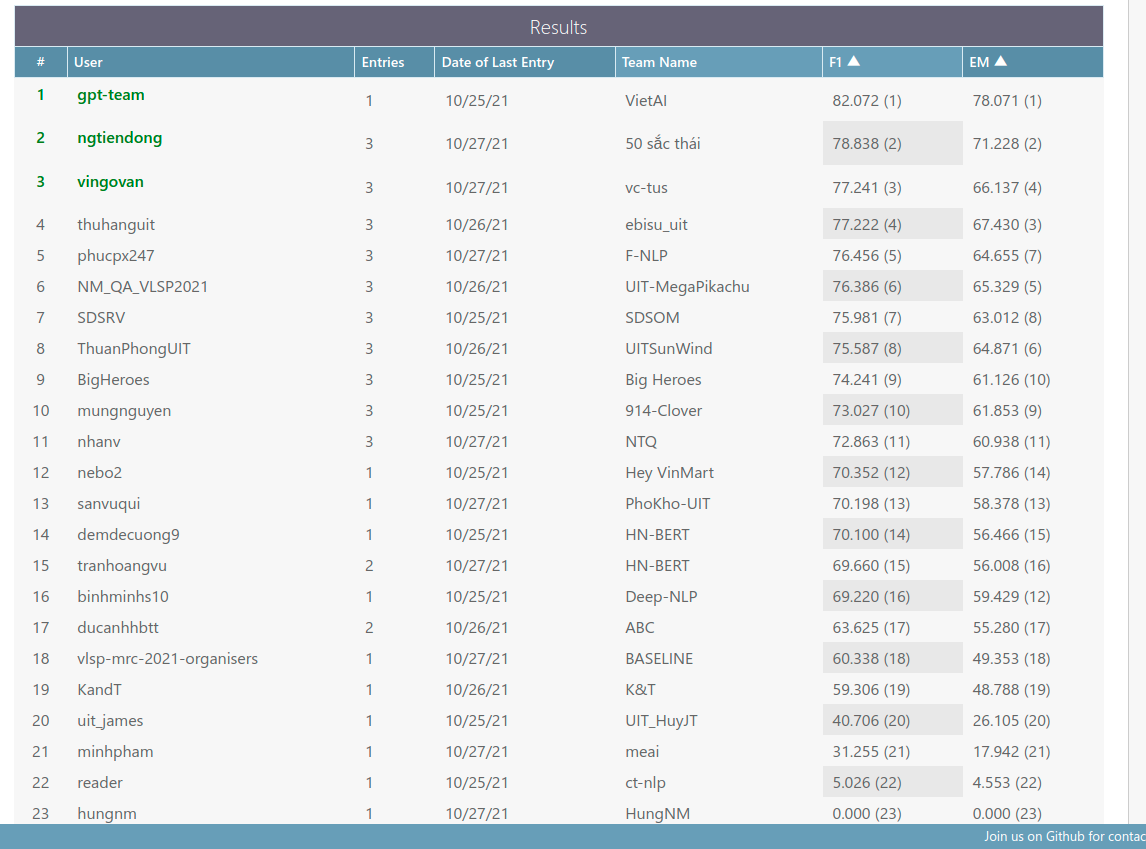 Results
# User Entries Date of Last Entry Team Name F1 ▲ EM ▲
1 gpt-team 1 10/25/21 VietAI 82.072 (1) 78.071 (1)
2 ngtiendong 3 10/27/21 50 sắc thái 78.838 (2) 71.228 (2)
3 vingovan 3 10/27/21 vc-tus 77.241 (3) 66.137 (4)
4 thuhanguit 3 10/26/21 ebisu_uit 77.222 (4) 67.430 (3)
5 phucpx247 3 10/27/21 F-NLP 76.456 (5) 64.655 (7)
6 NM_QA_VLSP2021 3 10/26/21 UIT-MegaPikachu 76.386 (6) 65.329 (5)
7 SDSRV 3 10/25/21 SDSOM 75.981 (7) 63.012 (8)
8 ThuanPhongUIT 3 10/26/21 UITSunWind 75.587 (8) 64.871 (6)
9 BigHeroes 3 10/25/21 Big Heroes 74.241 (9) 61.126 (10)
10 mungnguyen 3 10/25/21 914-Clover 73.027 (10) 61.853 (9)
11 nhanv 3 10/27/21 NTQ 72.863 (11) 60.938 (11)
12 nebo2 1 10/25/21 Hey VinMart 70.352 (12) 57.786 (14)
13 sanvuqui 1 10/27/21 PhoKho-UIT 70.198 (13) 58.378 (13)
14 demdecuong9 1 10/25/21 HN-BERT 70.100 (14) 56.466 (15)
15 tranhoangvu 2 10/27/21 HN-BERT 69.660 (15) 56.008 (16)
16 binhminhs10 1 10/25/21 Deep-NLP 69.220 (16) 59.429 (12)
17 ducanhhbtt 2 10/26/21 ABC 63.625 (17) 55.280 (17)
18 vlsp-mrc-2021-organisers 1 10/27/21 BASELINE 60.338 (18) 49.353 (18)
19 KandT 1 10/26/21 K&T 59.306 (19) 48.788 (19)
20 uit_james 1 10/25/21 UIT_HuyJT 40.706 (20) 26.105 (20)
21 minhpham 1 10/27/21 meai 31.255 (21) 17.942 (21)
22 reader 1 10/25/21 ct-nlp 5.026 (22) 4.553 (22)
23 hungnm 1 10/27/21 HungNM 0.000 (23) 0.000 (23)
Join us on Github for contac